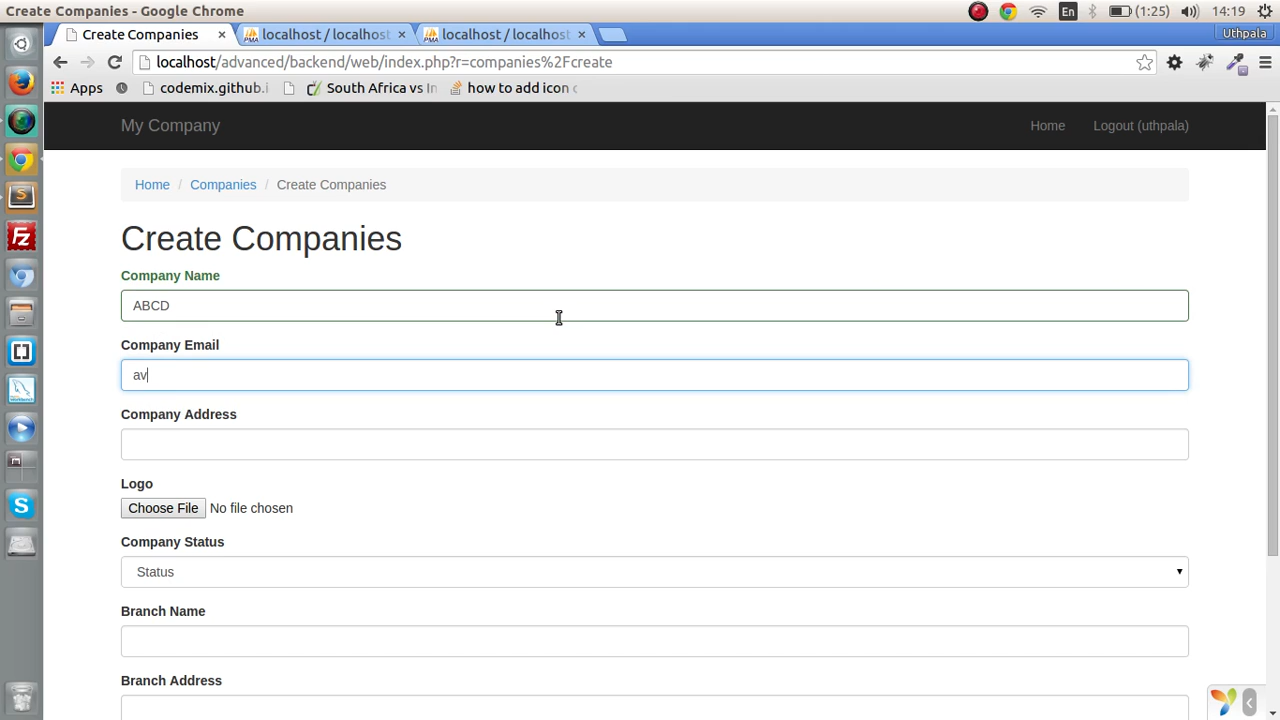 Create Companies - Google Chrome
En
(1:25)
14:19
Create Companies
localhost / localhost
localhost / localhost
Uthpala
localhost/advanced/backend/web/index.php?r=companies%2Fcreate
Apps
codemix.github.i
South Africa vs In
how to add icon
My Company
Home
Logout (uthpala)
Home / Companies / Create Companies
Create Companies
Company Name
ABCD
Company Email
av
Company Address
Logo
Choose File No file chosen
Company Status
Status
Branch Name
Branch Address